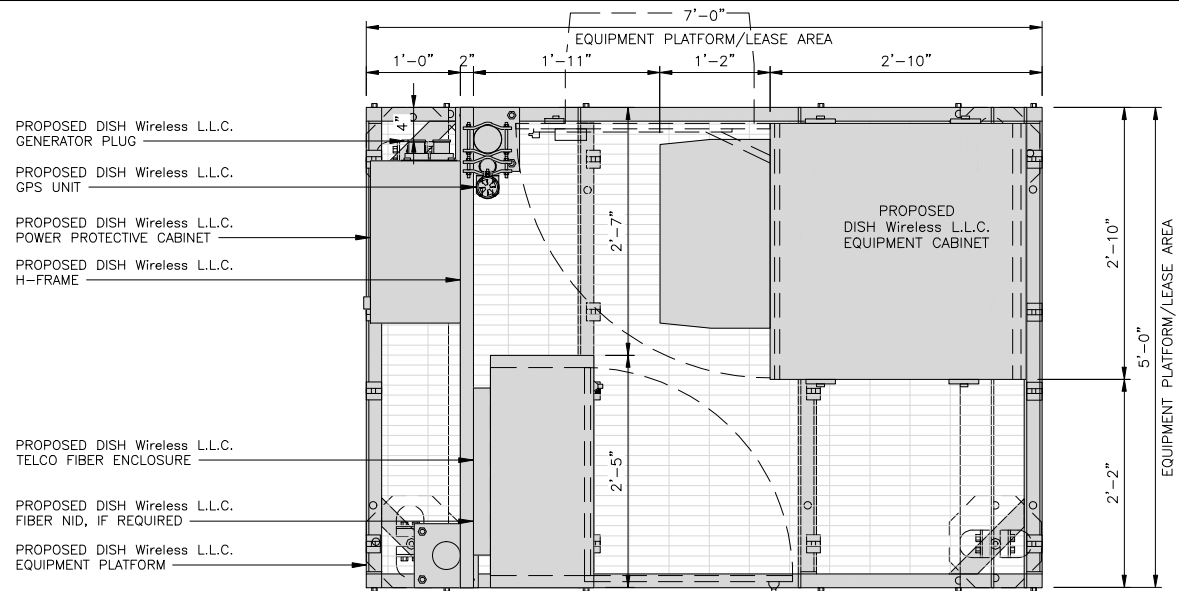 7'-0"
EQUIPMENT PLATFORM/LEASE AREA
1'-0"
2"
1'-11"
1'-2"
2'-10"
PROPOSED DISH Wireless L.L.C.
GENERATOR PLUG
4"
PROPOSED DISH Wireless L.L.C.
GPS UNIT
PROPOSED DISH Wireless L.L.C.
POWER PROTECTIVE CABINET
PROPOSED DISH Wireless L.L.C.
H-FRAME
2'-7"
PROPOSED
DISH Wireless L.L.C.
EQUIPMENT CABINET
2'-10"
5'-0"
EQUIPMENT PLATFORM/LEASE AREA
PROPOSED DISH Wireless L.L.C.
TELCO FIBER ENCLOSURE
2'-5"
2'-2"
PROPOSED DISH Wireless L.L.C.
FIBER NID, IF REQUIRED
PROPOSED DISH Wireless L.L.C.
EQUIPMENT PLATFORM